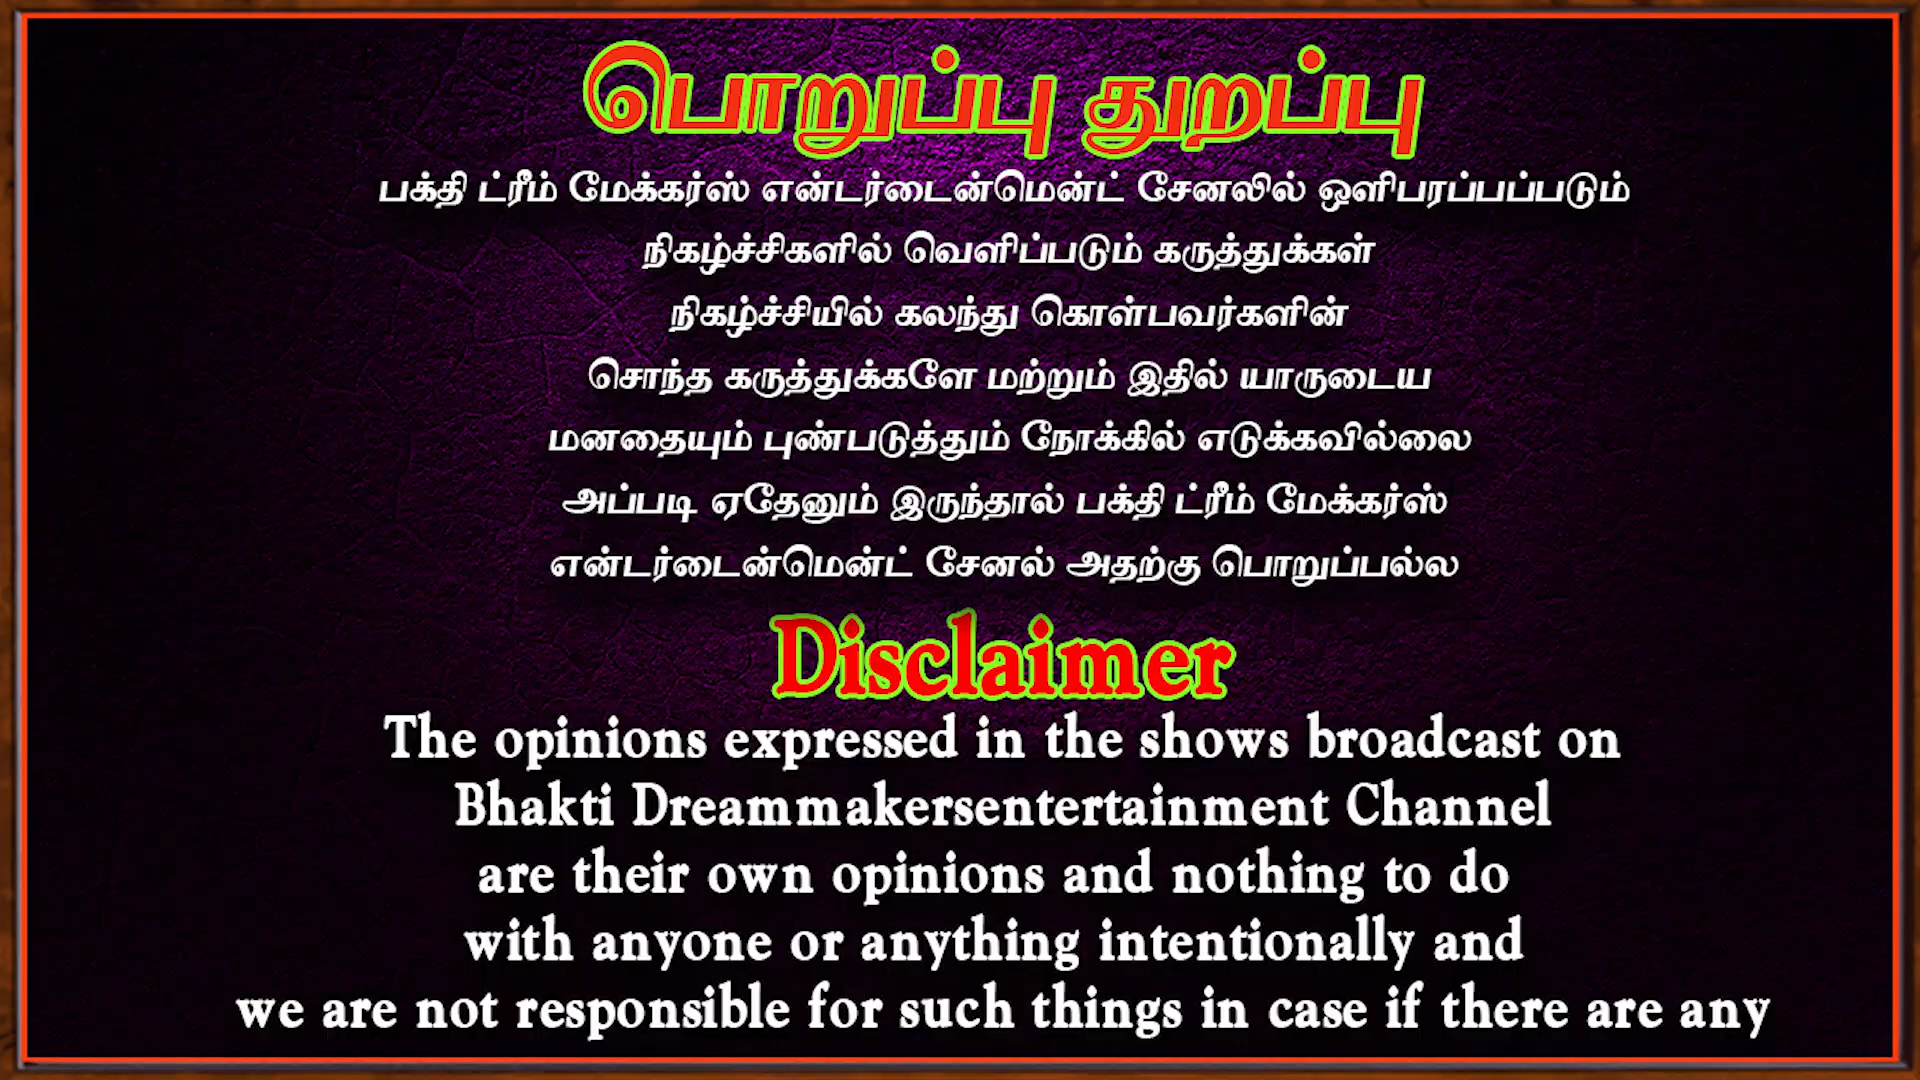 பொறுப்பு துறப்பு
பக்தி ட்ரீம் மேக்கர்ஸ் என்டர்டைன்மென்ட் சேனலில் ஒளிபரப்பப்படும்
நிகழ்ச்சிகளில் வெளிப்படும் கருத்துக்கள்
நிகழ்ச்சியில் கலந்து கொள்பவர்களின்
சொந்த கருத்துக்களே மற்றும் இதில் யாருடைய
மனதையும் புண்படுத்தும் நோக்கில் எடுக்கவில்லை
அப்படி ஏதேனும் இருந்தால் பக்தி ட்ரீம் மேக்கர்ஸ்
என்டர்டைன்மென்ட் சேனல் அதற்கு பொறுப்பல்ல
Disclaimer
The opinions expressed in the shows broadcast on
Bhakti Dreammakersentertainment Channel
are their own opinions and nothing to do
with anyone or anything intentionally and
we are not responsible for such things in case if there are any